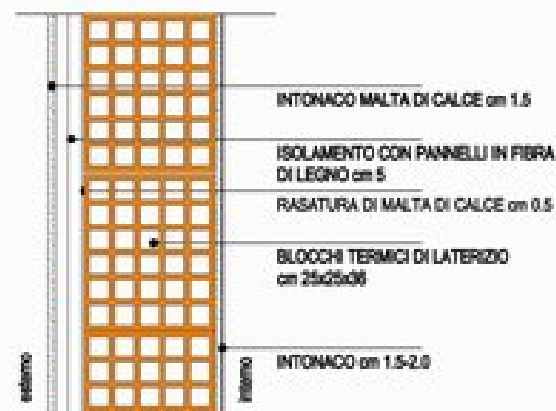 INTONACO MALTA DI CALCE cm 1.5
ISOLAMENTO CON PANNELLI IN FIBRA
DI LEGNO cm 5
RASATURA DI MALTA DI CALCE cm 0.5
BLOCCHI TERMICI DI LATERIZIO
cm 25x25x36
INTONACO cm 1.5-2.0
esterno
interno